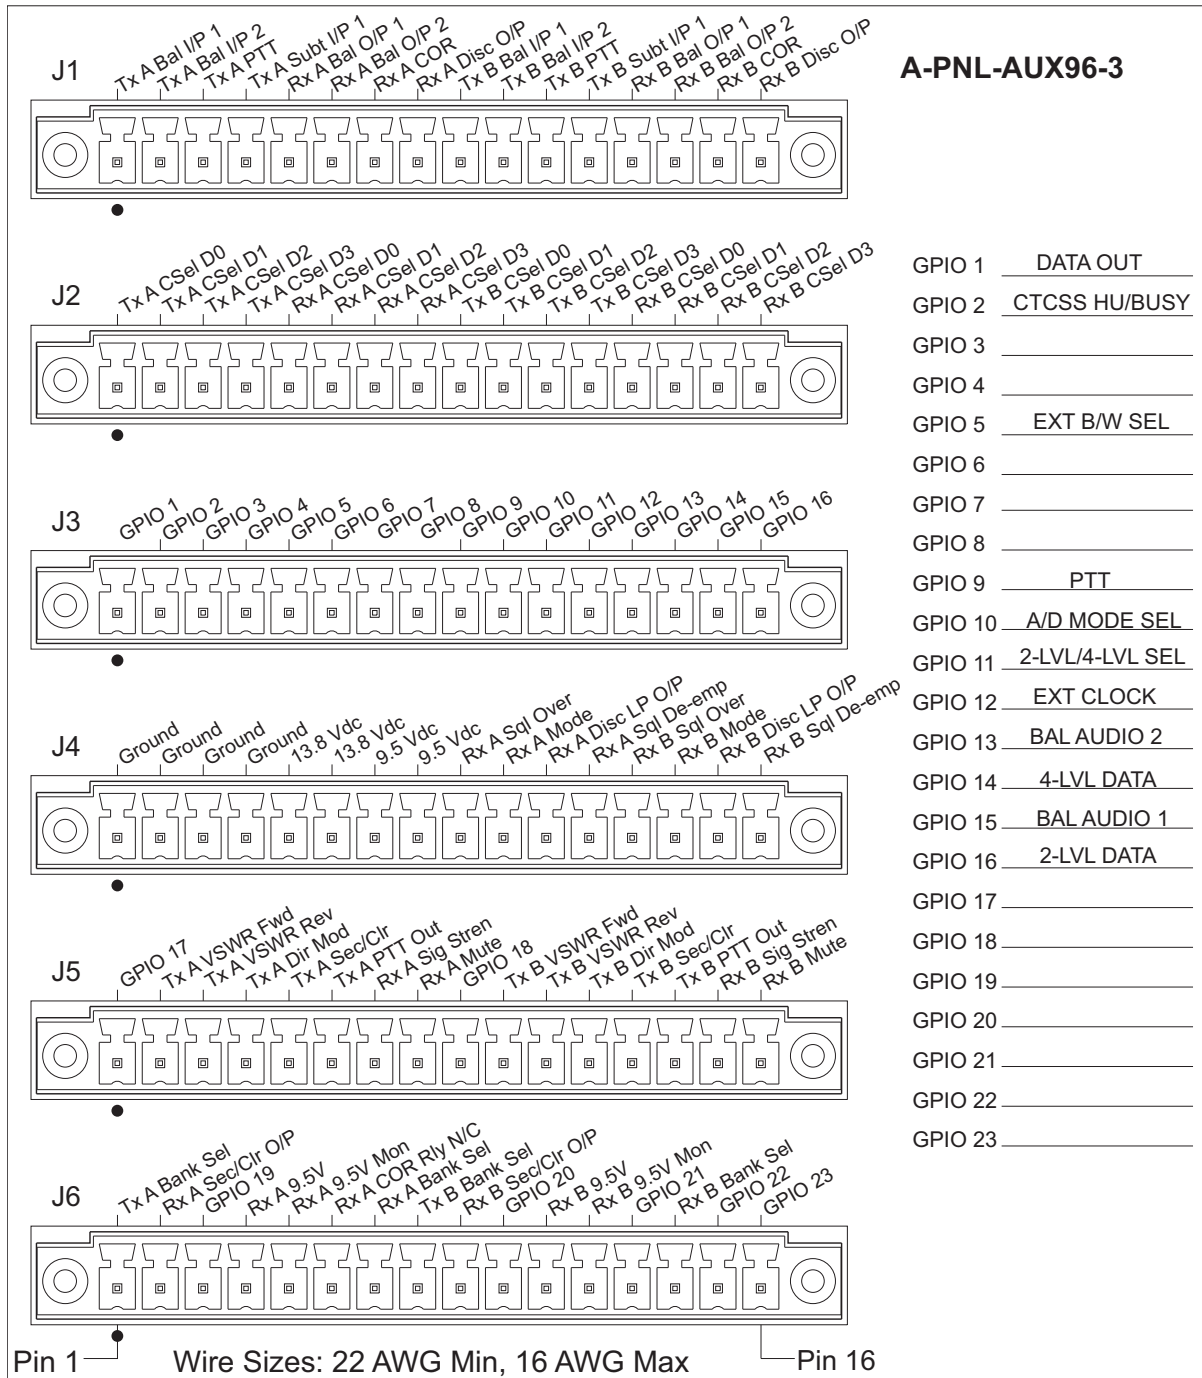 J1
Tx A Bal I/P 1
Tx A Bal I/P 2
Tx A PTT
Tx A Subt I/P 1
Rx A Bal O/P 1
Rx A Bal O/P 2
Rx A COR
Rx A Disc O/P
Tx B Bal I/P 1
Tx B Bal I/P 2
Tx B PTT
Tx B Subt I/P 1
Rx B Bal O/P 1
Rx B Bal O/P 2
Rx B COR
Rx B Disc O/P
A-PNL-AUX96-3
J2
Tx A CSel D0
Tx A CSel D1
Tx A CSel D2
Tx A CSel D3
Rx A CSel D0
Rx A CSel D1
Rx A CSel D2
Rx A CSel D3
Tx B CSel D0
Tx B CSel D1
Tx B CSel D2
Tx B CSel D3
Rx B CSel D0
Rx B CSel D1
Rx B CSel D2
Rx B CSel D3
J3
GPIO 1
GPIO 2
GPIO 3
GPIO 4
GPIO 5
GPIO 6
GPIO 7
GPIO 8
GPIO 9
GPIO 10
GPIO 11
GPIO 12
GPIO 13
GPIO 14
GPIO 15
GPIO 16
J4
Ground
Ground
Ground
Ground
13.8 Vdc
13.8 Vdc
9.5 Vdc
9.5 Vdc
Rx A Sql Over
Rx A Mode
Rx A Disc LP O/P
Rx A Sql De-emp
Rx B Sql Over
Rx B Mode
Rx B Disc LP O/P
Rx B Sql De-emp
J5
GPIO 17
Tx A VSWR Fwd
Tx A VSWR Rev
Tx A Dir Mod
Tx A Sec/Clr
Tx A PTT Out
Rx A Sig Stren
Rx A Mute
GPIO 18
Tx B VSWR Fwd
Tx B VSWR Rev
Tx B Dir Mod
Tx B Sec/Clr
Tx B PTT Out
Rx B Sig Stren
Rx B Mute
J6
Tx A Bank Sel
Rx A Sec/Clr O/P
GPIO 19
Rx A 9.5V
Rx A 9.5V Mon
Rx A COR Rly N/C
Rx A Bank Sel
Tx B Bank Sel
Rx B Sec/Clr O/P
GPIO 20
Rx B 9.5V
Rx B 9.5V Mon
GPIO 21
Rx B Bank Sel
GPIO 22
GPIO 23
Pin 1
Wire Sizes: 22 AWG Min, 16 AWG Max
Pin 16
GPIO 1 DATA OUT
GPIO 2 CTCSS HU/BUSY
GPIO 3
GPIO 4
GPIO 5 EXT B/W SEL
GPIO 6
GPIO 7
GPIO 8
GPIO 9 PTT
GPIO 10 A/D MODE SEL
GPIO 11 2-LVL/4-LVL SEL
GPIO 12 EXT CLOCK
GPIO 13 BAL AUDIO 2
GPIO 14 4-LVL DATA
GPIO 15 BAL AUDIO 1
GPIO 16 2-LVL DATA
GPIO 17
GPIO 18
GPIO 19
GPIO 20
GPIO 21
GPIO 22
GPIO 23